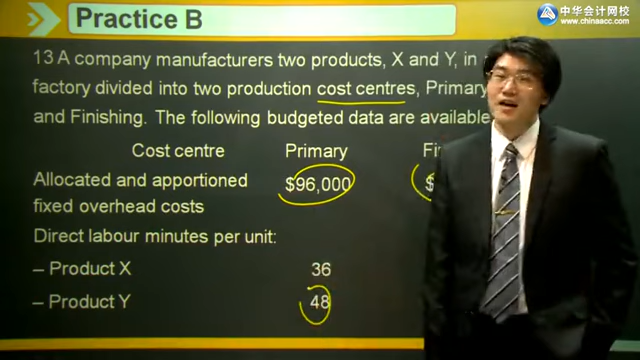 Practice B
中华会计网校
www.chinaacc.com
13 A company manufacturers two products, X and Y, in
factory divided into two production cost centres, Primary
and Finishing. The following budgeted data are available
Cost centre Primary
Allocated and apportioned $96,000 $
fixed overhead costs
Direct labour minutes per unit:
– Product X 36
– Product Y 48